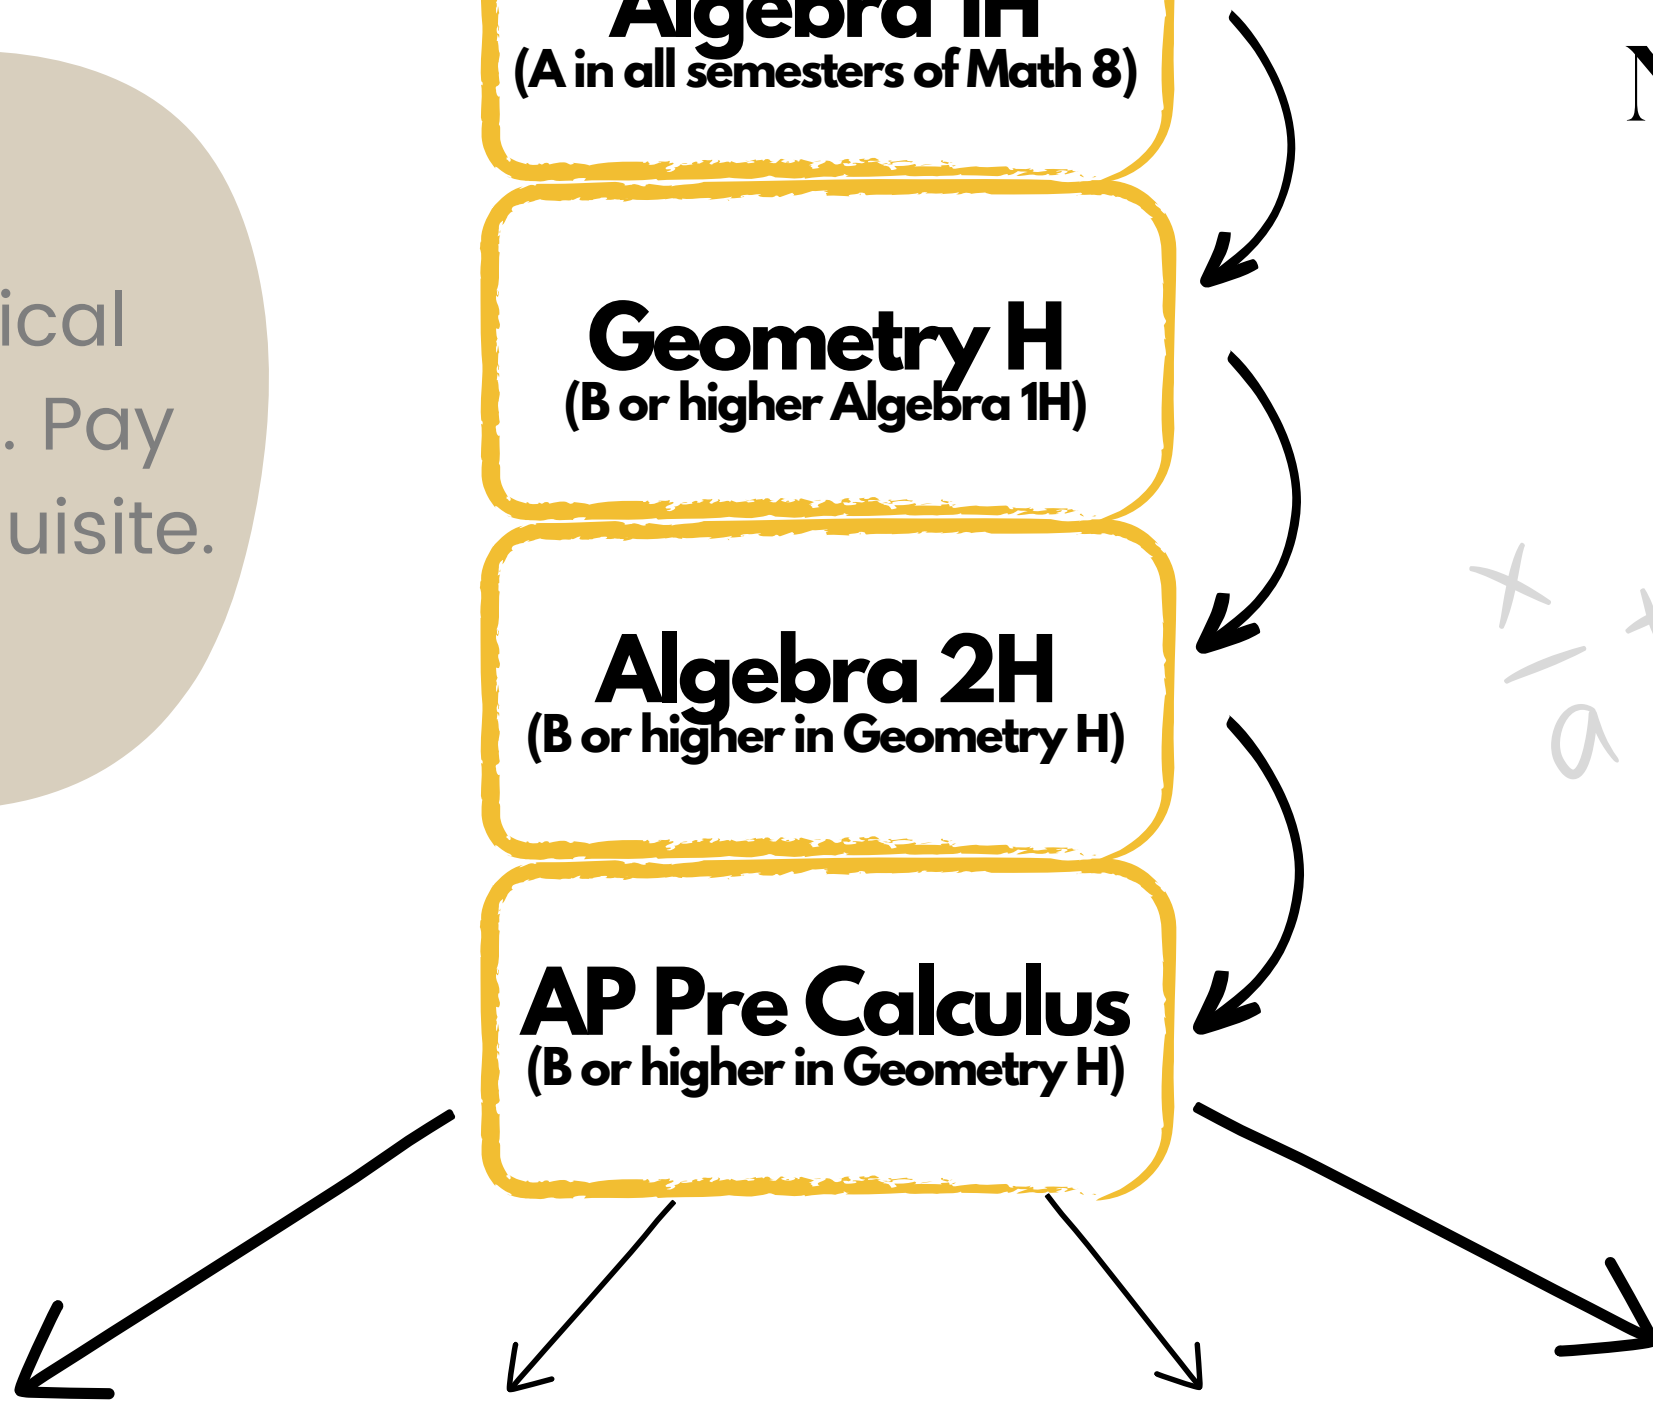 Algebra 1H
(A in all semesters of Math 8)
Geometry H
(B or higher Algebra 1H)
Algebra 2H
(B or higher in Geometry H)
AP Pre Calculus
(B or higher in Geometry H)
ical
. Pay
uisite.
N
x
a
x